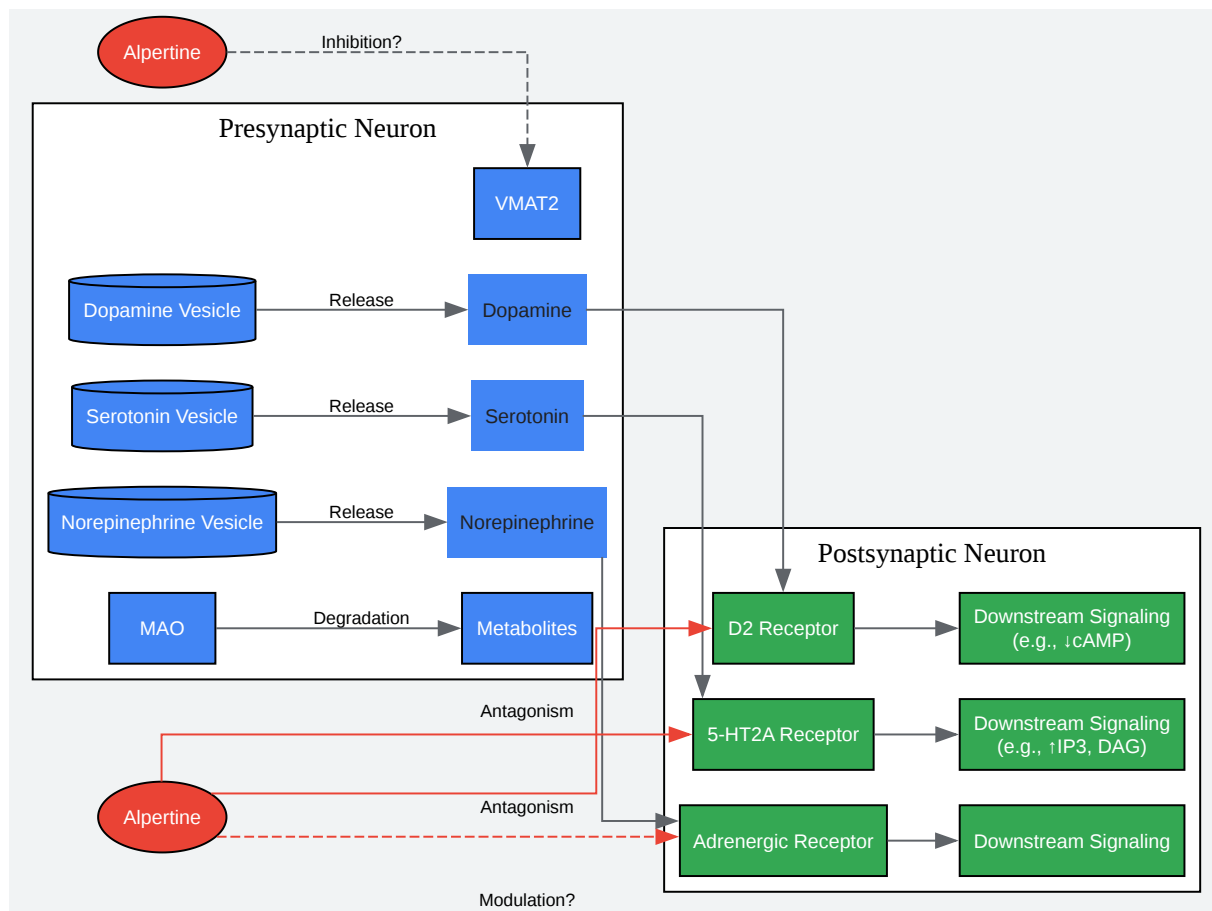 Alpertine
Inhibition?
Presynaptic Neuron
VMAT2
Dopamine Vesicle
Release
Dopamine
Serotonin Vesicle
Release
Serotonin
Norepinephrine Vesicle
Release
Norepinephrine
MAO
Degradation
Metabolites
Postsynaptic Neuron
D2 Receptor
Downstream Signaling
(e.g., ↓cAMP)
Antagonism
5-HT2A Receptor
Downstream Signaling
(e.g., ↑IP3, DAG)
Alpertine
Antagonism
Adrenergic Receptor
Downstream Signaling
Modulation?